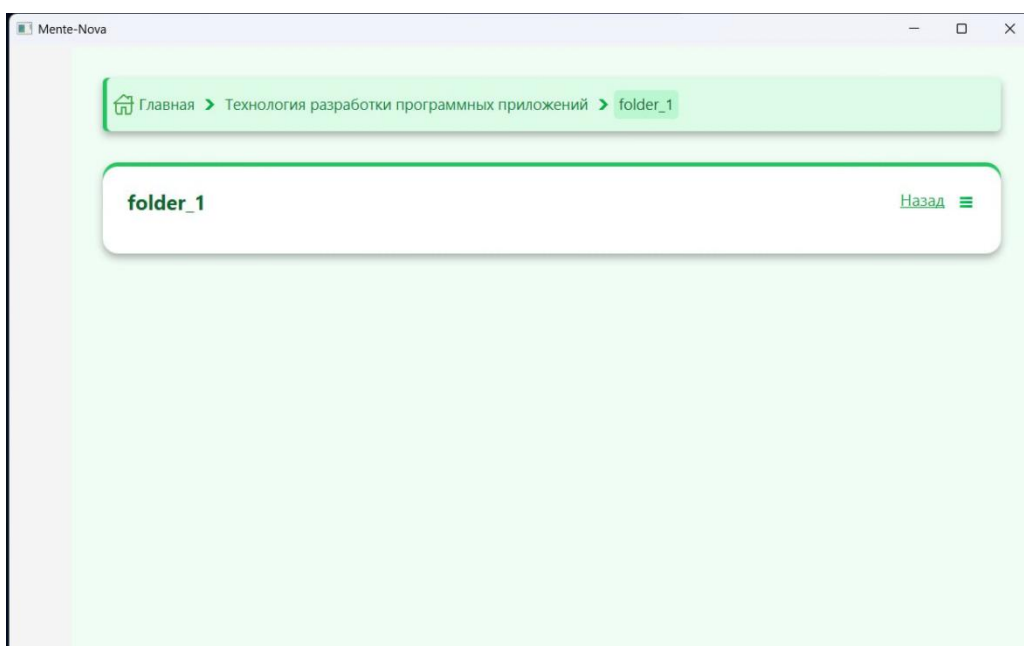 Mente-Nova
Главная > Технология разработки программных приложений > folder_1
folder_1
Назад